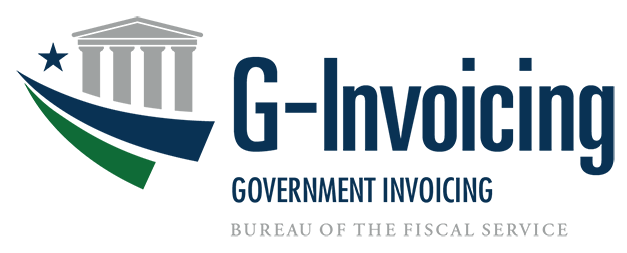 G-Invoicing
GOVERNMENT INVOICING
BUREAU OF THE FISCAL SERVICE